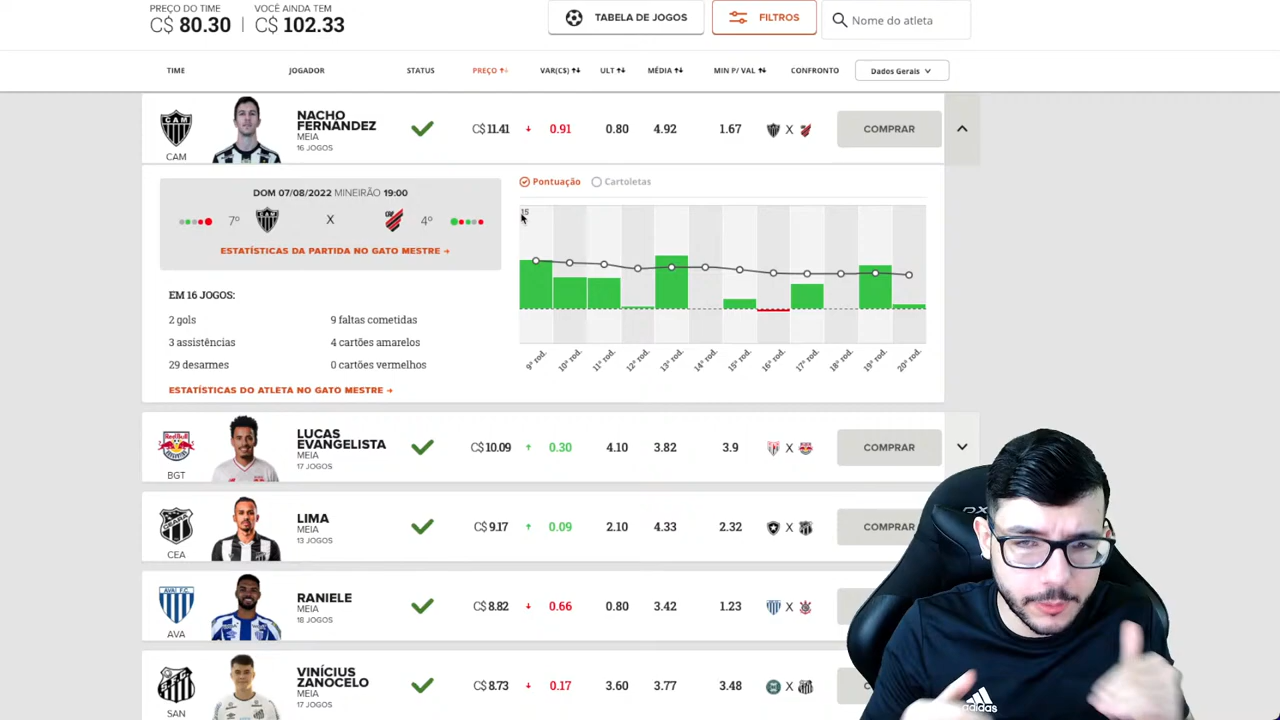 PREÇO DO TIME
C$ 80.30
VOCÊ AINDA TEM
C$ 102.33
TABELA DE JOGOS
FILTROS
Nome do atleta
TIME JOGADOR STATUS PREÇO VAR(C$) ULT MÉDIA MIN P/ VAL CONFRONTO Dados Gerais
CAM
NACHO
FERNÁNDEZ
MEIA
16 JOGOS
C$ 11.41 0.91 0.80 4.92 1.67 X COMPRAR
DOM 07/08/2022 MINEIRÃO 19:00
7º X 4º
ESTATÍSTICAS DA PARTIDA NO GATO MESTRE →
EM 16 JOGOS:
2 gols
9 faltas cometidas
3 assistências
4 cartões amarelos
29 desarmes
0 cartões vermelhos
ESTATÍSTICAS DO ATLETA NO GATO MESTRE →
Pontuação Cartoletas
15
9ª rod. 10ª rod. 11ª rod. 12ª rod. 13ª rod. 14ª rod. 15ª rod. 16ª rod. 17ª rod. 18ª rod. 19ª rod. 20ª rod.
BGT
LUCAS
EVANGELISTA
MEIA
17 JOGOS
C$ 10.09 0.30 4.10 3.82 3.9 X COMPRAR
CEA
LIMA
MEIA
13 JOGOS
C$ 9.17 0.09 2.10 4.33 2.32 X COMPRAR
AVAÍ F.C.
AVA
RANIELE
MEIA
18 JOGOS
C$ 8.82 0.66 0.80 3.42 1.23 X
SAN
VINÍCIUS
ZANOCELO
MEIA
17 JOGOS
C$ 8.73 0.17 3.60 3.77 3.48 X
adidas